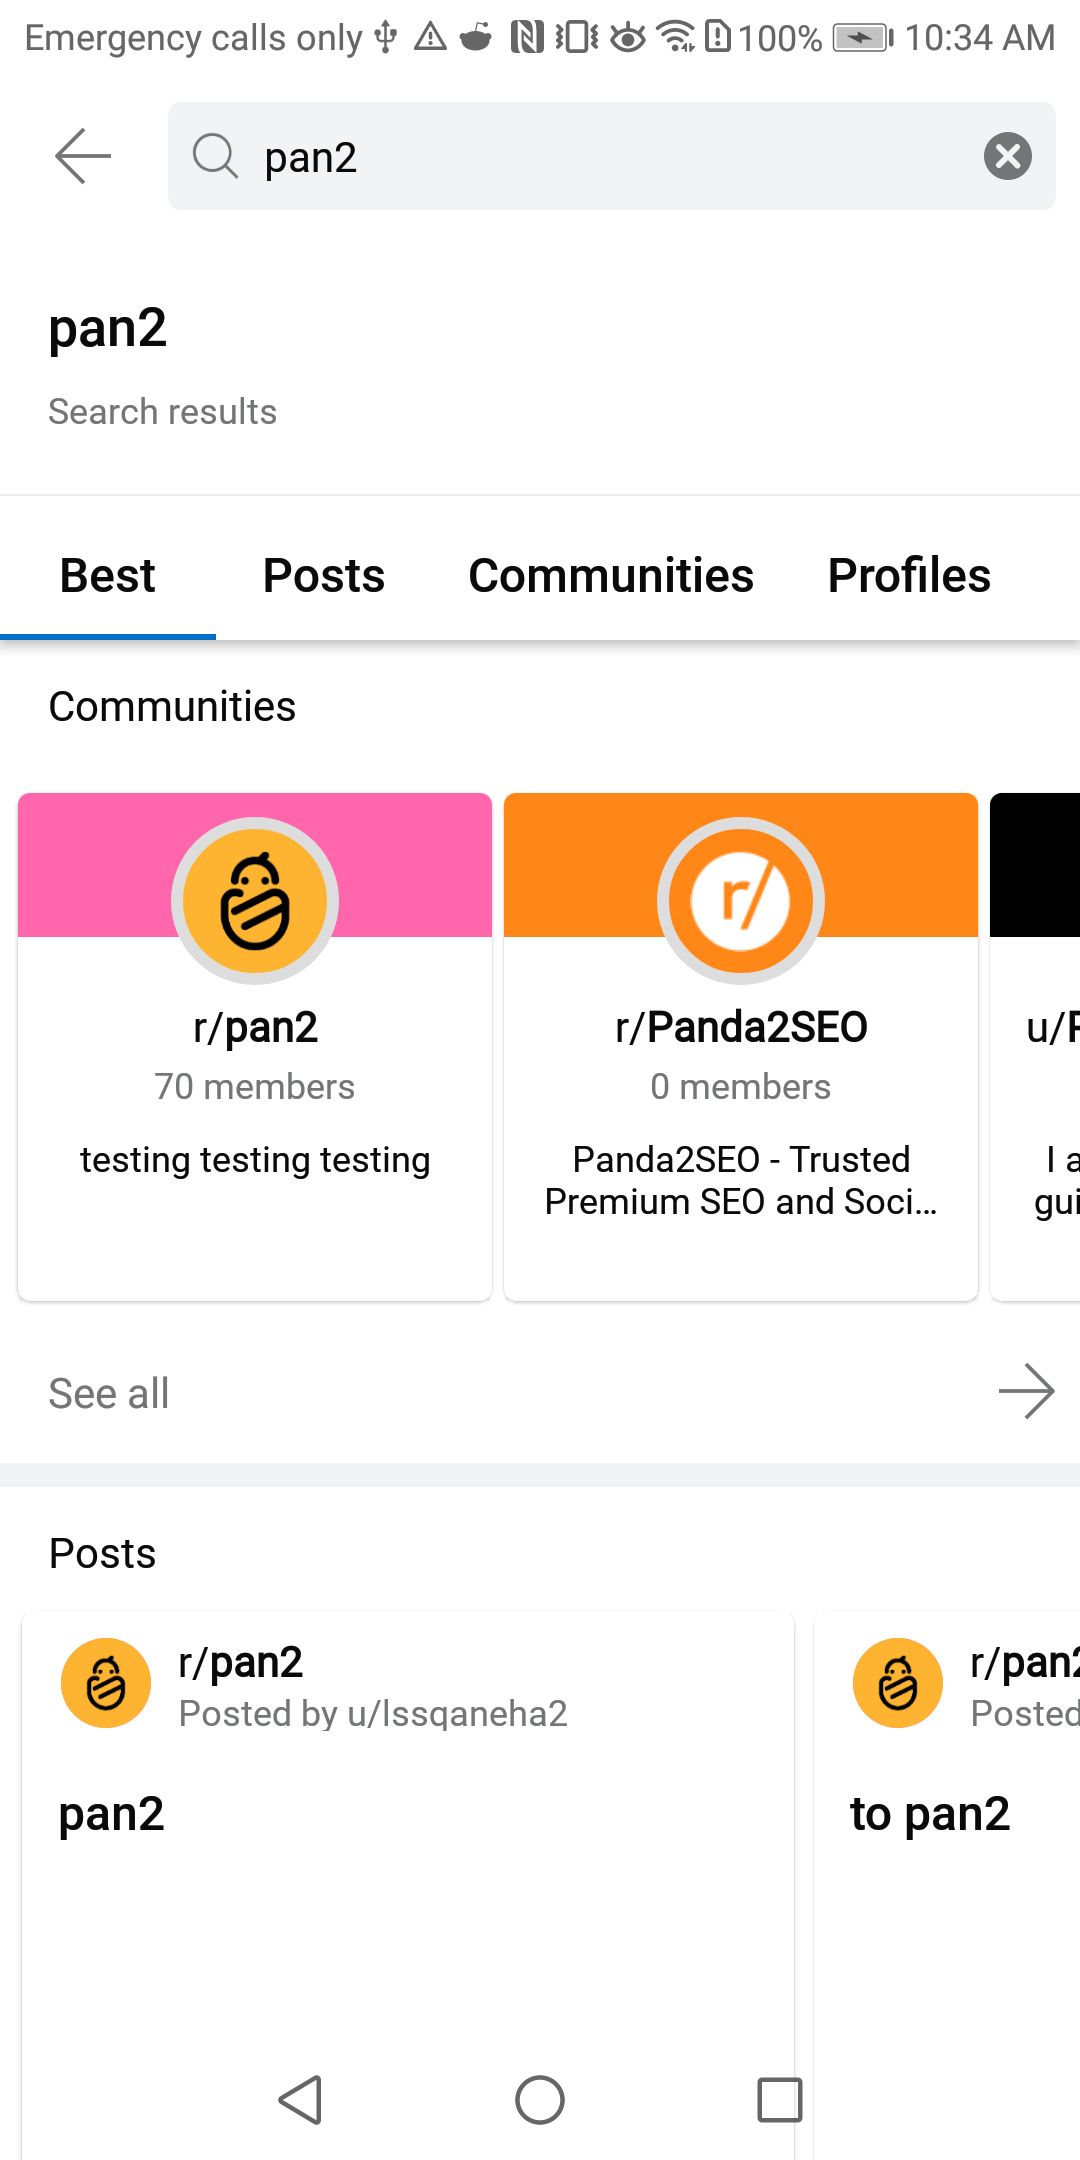 Emergency calls only 100% 10:34 AM
pan2
pan2
Search results
Best Posts Communities Profiles
Communities
r/
r/pan2
70 members
testing testing testing
r/Panda2SEO
0 members
Panda2SEO - Trusted
Premium SEO and Soci...
u/
I a
gui
See all
Posts
r/pan2
Posted by u/lssqaneha2
pan2
r/pan2
Posted
to pan2